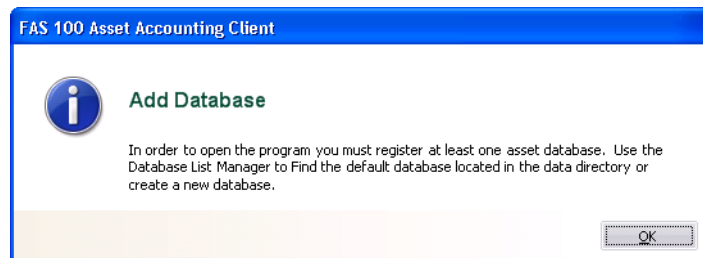 FAS 100 Asset Accounting Client
Add Database
In order to open the program you must register at least one asset database.  Use the
Database List Manager to Find the default database located in the data directory or
create a new database.
OK